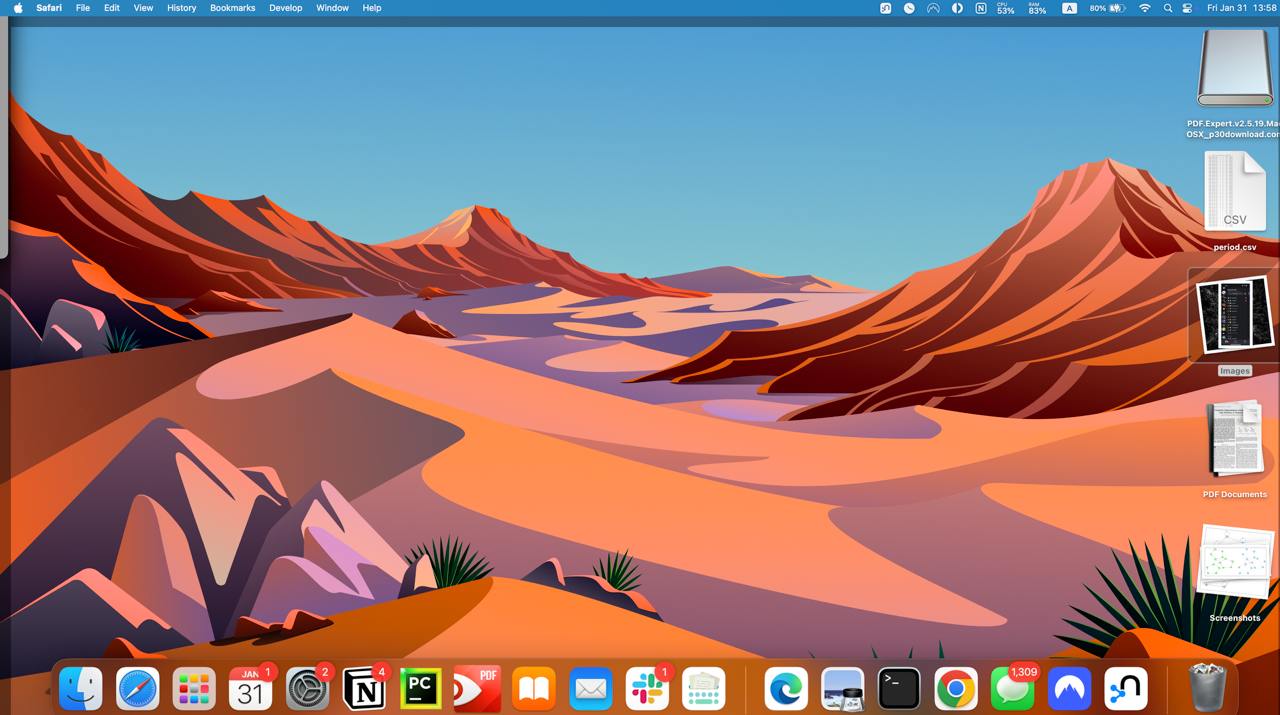 Safari File Edit View History Bookmarks Develop Window Help
CPU 53% RAM 83% A 80% Fri Jan 31 13:58
PDF.Expert.v2.5.19.Mac
OSX_p30download.com
CSV
period.csv
Images
PDF Documents
Screenshots
JAN 1
31
2
4
N
PC
PDF
1
>_
1,309